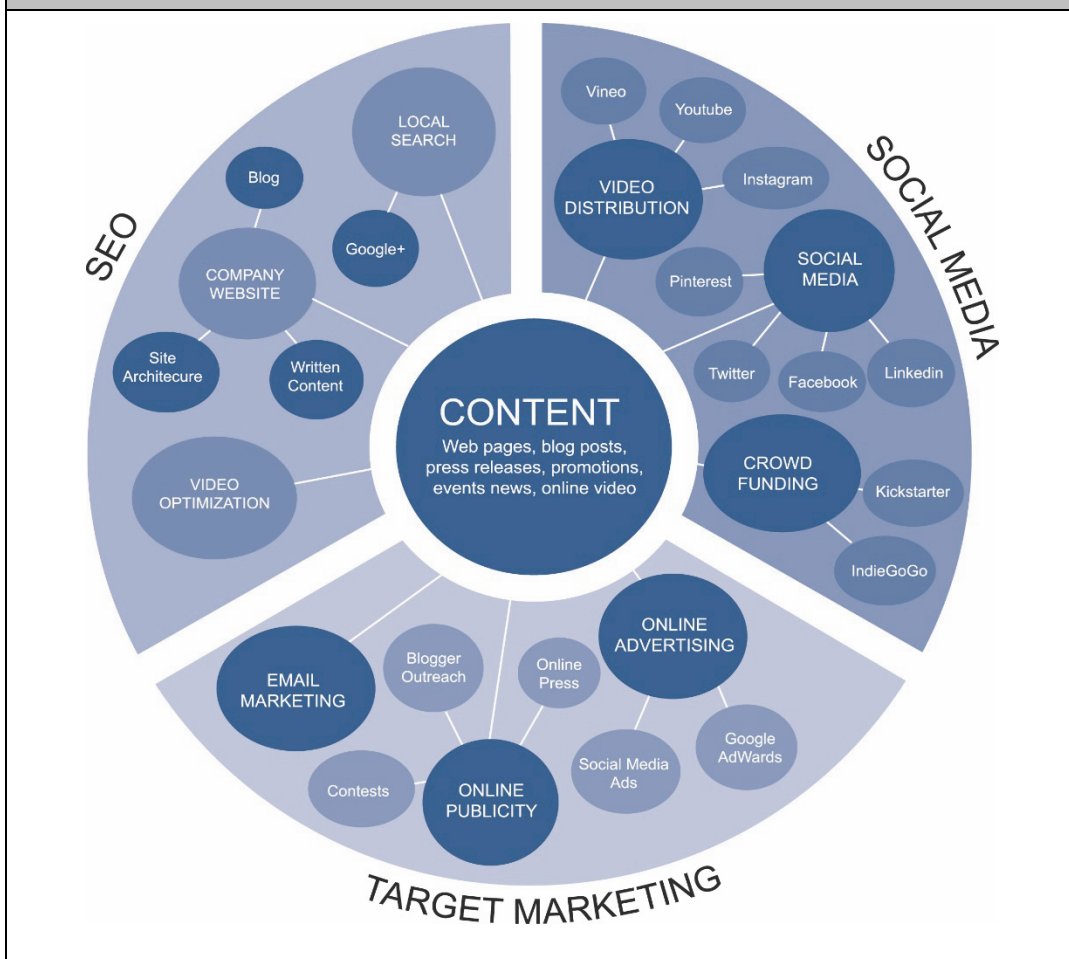 SEO
LOCAL
SEARCH
Blog
Google+
COMPANY
WEBSITE
Site
Architecure
Written
Content
VIDEO
OPTIMIZATION
SOCIAL MEDIA
Vineo
Youtube
VIDEO
DISTRIBUTION
Instagram
SOCIAL
MEDIA
Pinterest
Twitter
Facebook
Linkedin
CROWD
FUNDING
Kickstarter
IndieGoGo
CONTENT
Web pages, blog posts,
press releases, promotions,
events news, online video
EMAIL
MARKETING
Blogger
Outreach
Online
Press
Contests
ONLINE
PUBLICITY
ONLINE
ADVERTISING
Social Media
Ads
Google
AdWards
TARGET MARKETING